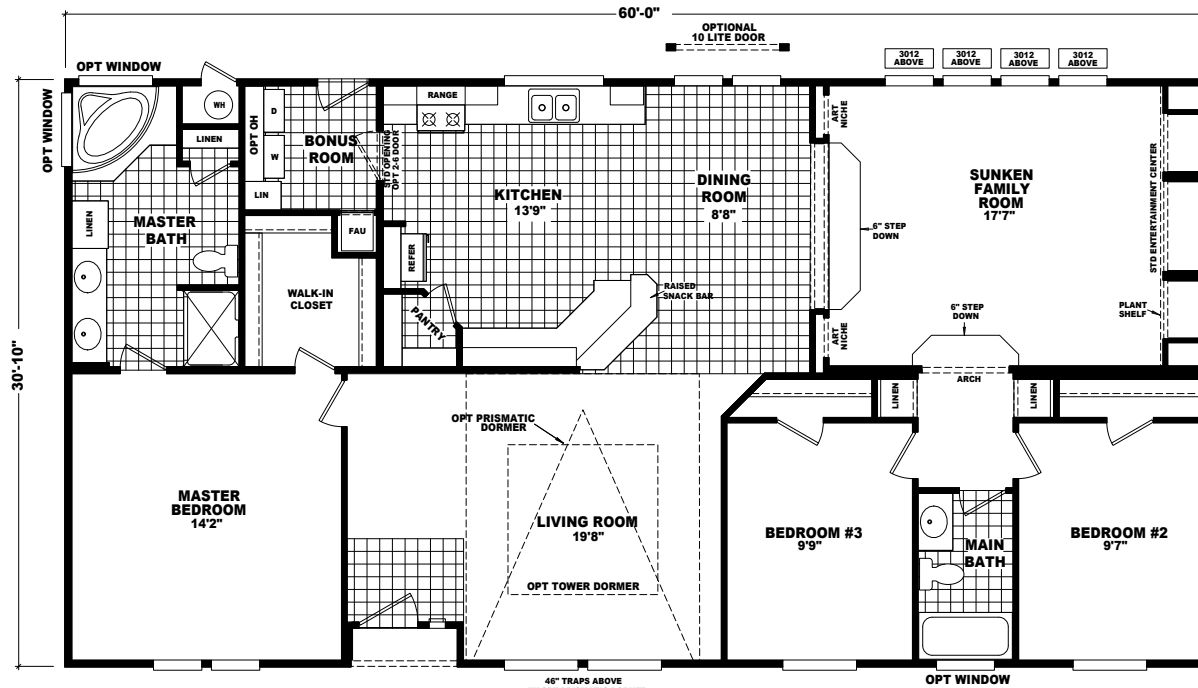 60'-0"
OPTIONAL
10 LITE DOOR
OPT WINDOW
3012
ABOVE
3012
ABOVE
3012
ABOVE
3012
ABOVE
OPT WINDOW
WH
LINEN
OPT OH
D
W
LIN
BONUS
ROOM
STD OPENING
OPT 2-6 DOOR
RANGE
ART
NICHE
KITCHEN
13'9"
DINING
ROOM
8'8"
SUNKEN
FAMILY
ROOM
17'7"
STD ENTERTAINMENT CENTER
6" STEP
DOWN
LINEN
MASTER
BATH
FAU
REFER
WALK-IN
CLOSET
PANTRY
RAISED
SNACK BAR
ART
NICHE
6" STEP
DOWN
PLANT
SHELF
30'-10"
ARCH
LINEN
LINEN
OPT PRISMATIC
DORMER
MASTER
BEDROOM
14'2"
LIVING ROOM
19'8"
OPT TOWER DORMER
BEDROOM #3
9'9"
MAIN
BATH
BEDROOM #2
9'7"
46" TRAPS ABOVE
OPT WINDOW